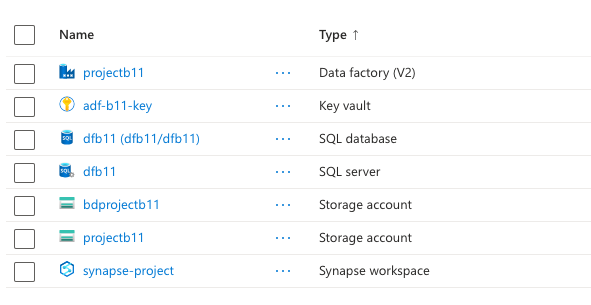 Name Type ↑
projectb11 ··· Data factory (V2)
adf-b11-key ··· Key vault
dfb11 (dfb11/dfb11) ··· SQL database
dfb11 ··· SQL server
bdprojectb11 ··· Storage account
projectb11 ··· Storage account
synapse-project ··· Synapse workspace